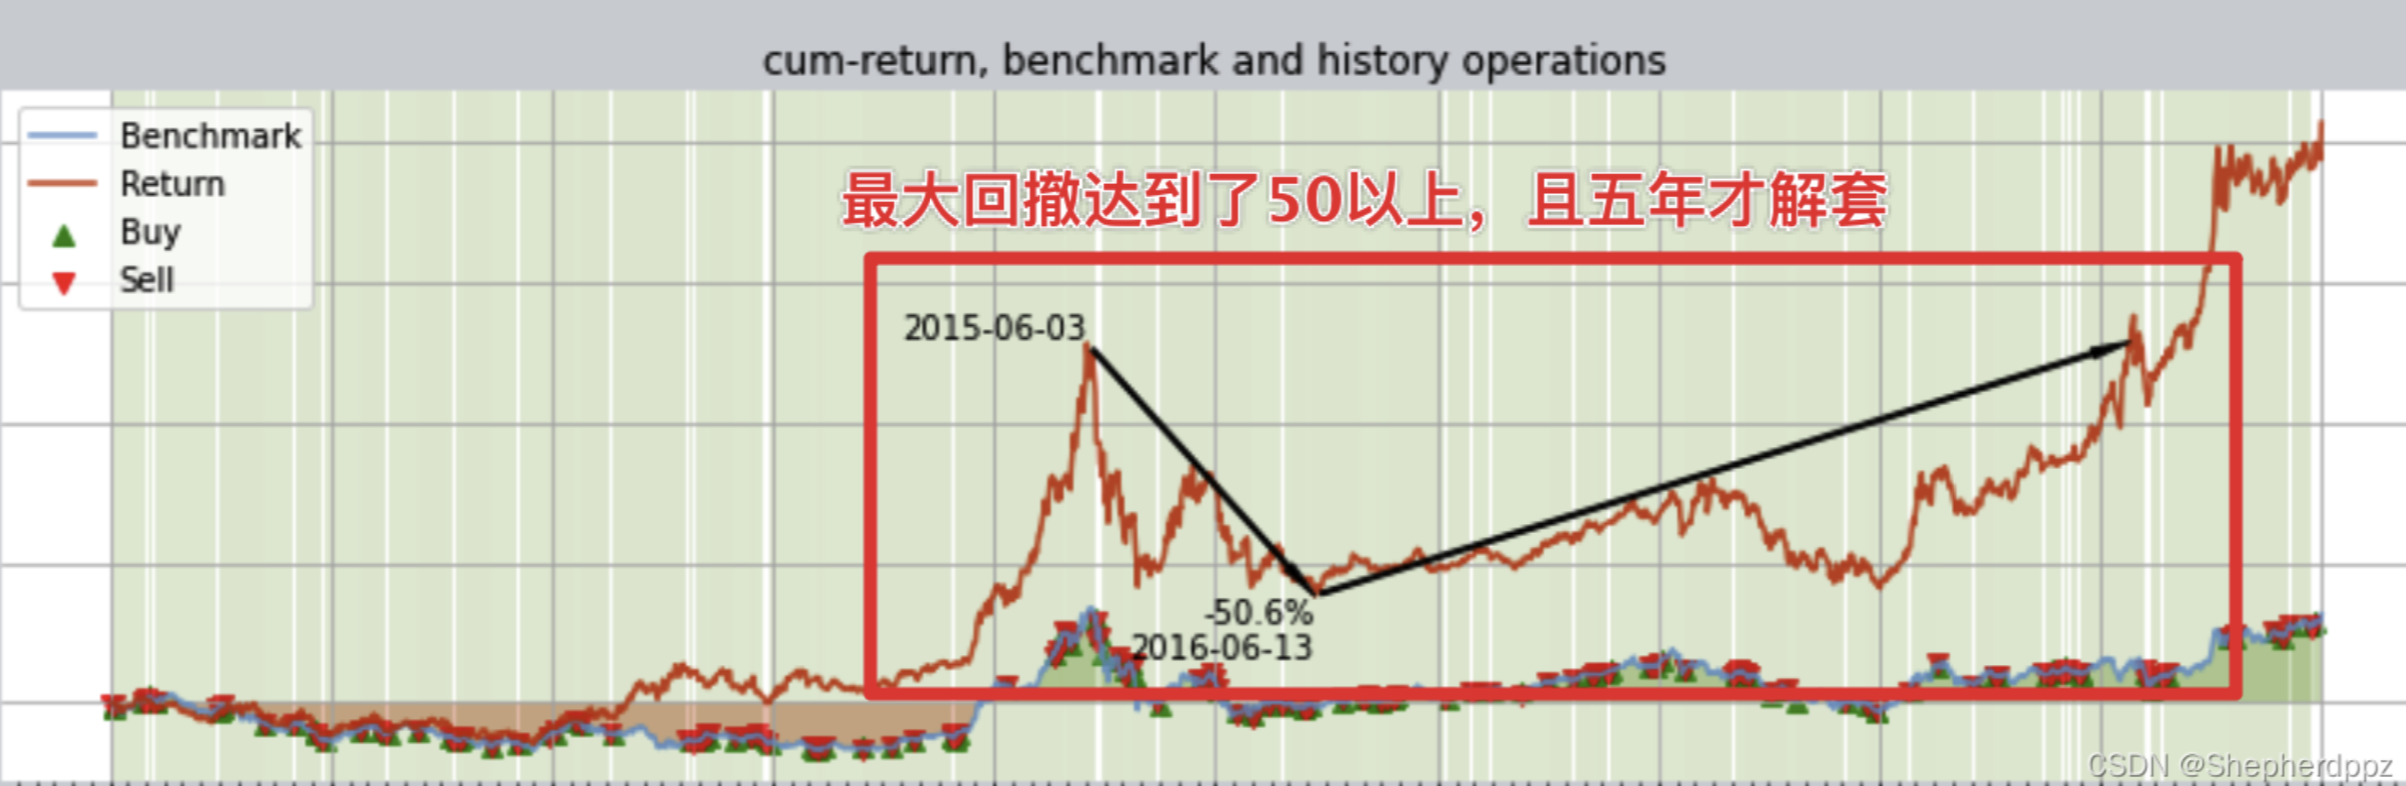 cum-return, benchmark and history operations
Benchmark
Return
Buy
Sell
最大回撤达到了50以上，且五年才解套
2015-06-03
-50.6%
2016-06-13
CSDN @Shepherdppz